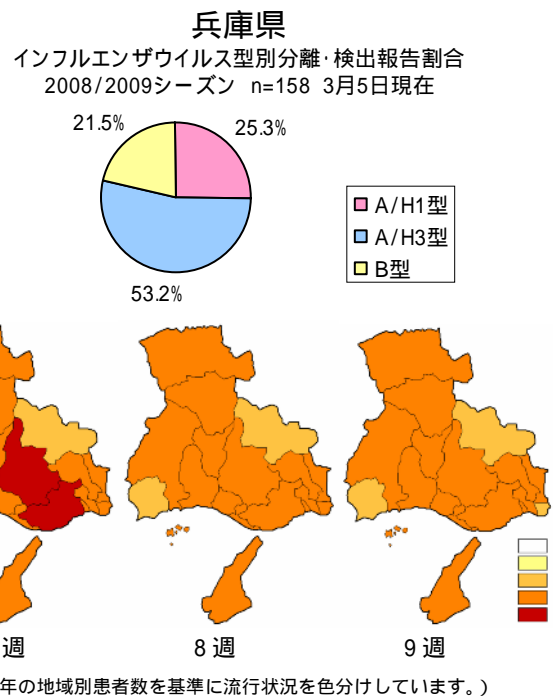 兵庫県
インフルエンザウイルス型別分離・検出報告割合
2008/2009シーズン n=158 3月5日現在
21.5%
25.3%
A/H1型
A/H3型
B型
53.2%
週
8週
9週
年の地域別患者数を基準に流行状況を色分けしています。)